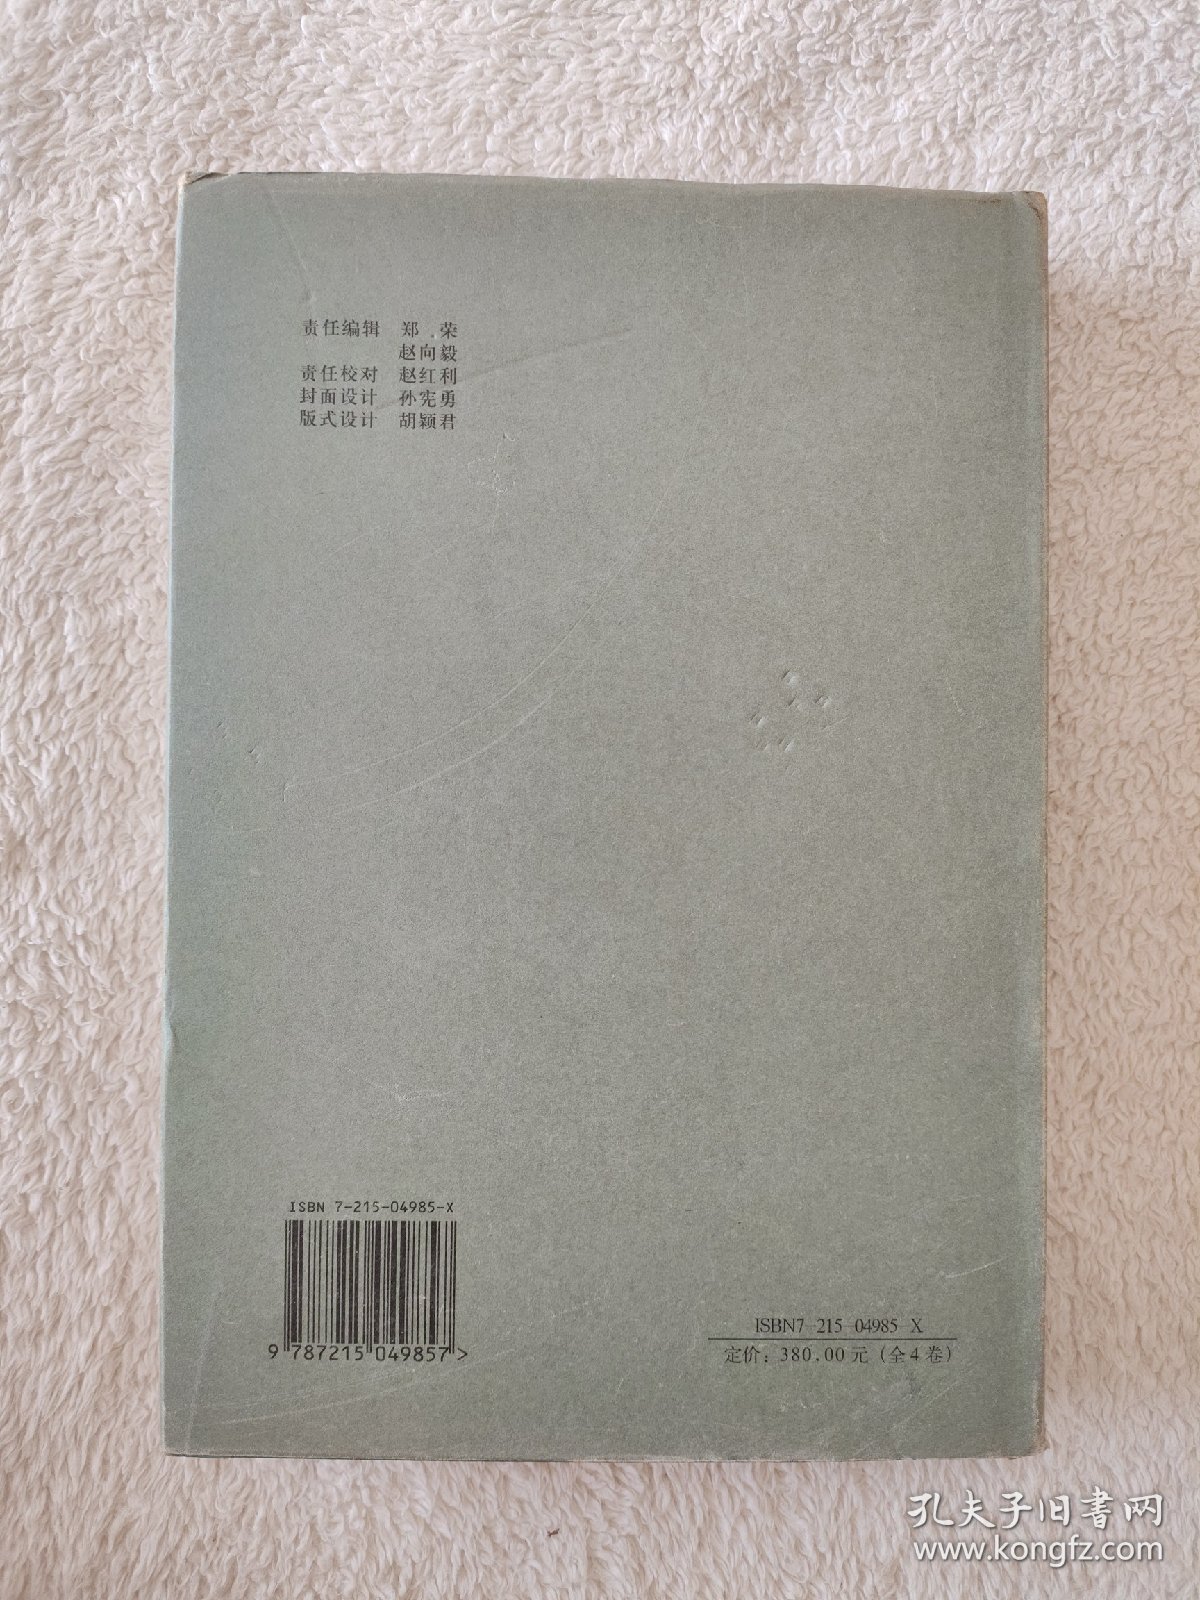 责任编辑 郑 荣
赵向毅
责任校对 赵红利
封面设计 孙宪勇
版式设计 胡颖君
ISBN 7-215-04985-X
9 787215 049857 >
ISBN7-215-04985-X
定价：380.00元（全4卷）
孔夫子旧書网
www.kongfz.com